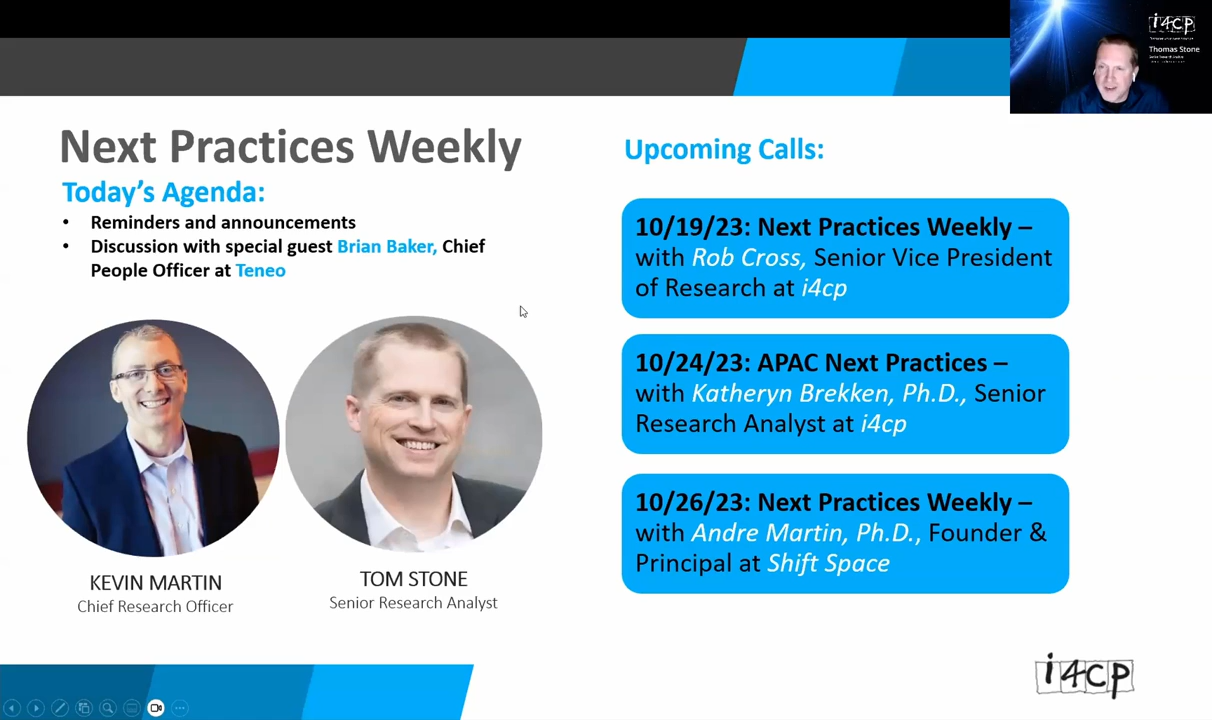 i4cp
Thomas Stone
Next Practices Weekly
Today's Agenda:
• Reminders and announcements
• Discussion with special guest Brian Baker, Chief
People Officer at Teneo
KEVIN MARTIN
Chief Research Officer
TOM STONE
Senior Research Analyst
Upcoming Calls:
10/19/23: Next Practices Weekly –
with Rob Cross, Senior Vice President
of Research at i4cp
10/24/23: APAC Next Practices –
with Katheryn Brekken, Ph.D., Senior
Research Analyst at i4cp
10/26/23: Next Practices Weekly –
with Andre Martin, Ph.D., Founder &
Principal at Shift Space
i4cp